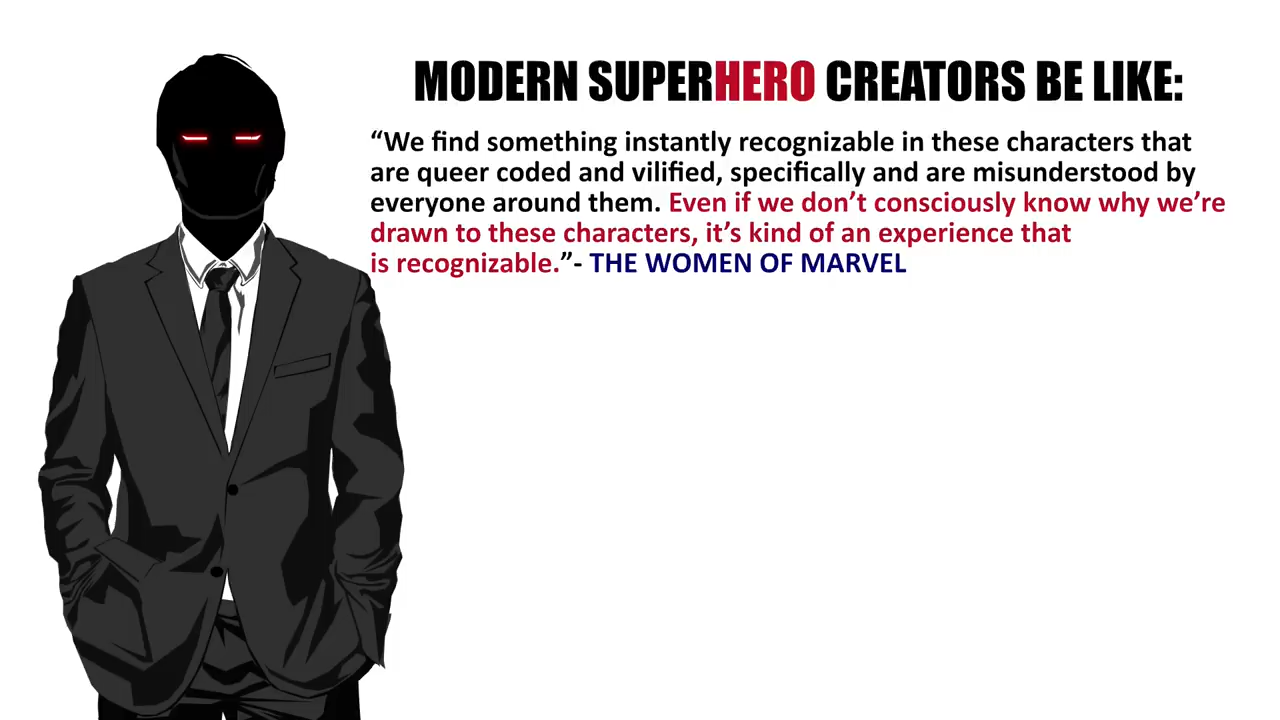 MODERN SUPERHERO CREATORS BE LIKE:
“We find something instantly recognizable in these characters that
are queer coded and vilified, specifically and are misunderstood by
everyone around them. Even if we don’t consciously know why we’re
drawn to these characters, it’s kind of an experience that
is recognizable.”- THE WOMEN OF MARVEL